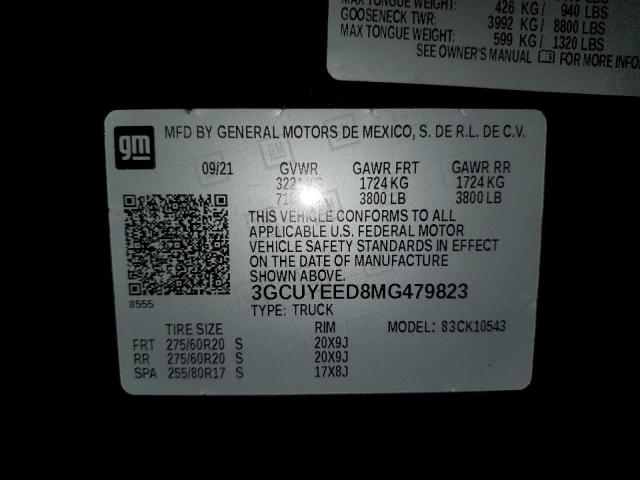 MAX TONGUE WEIGHT: 426 KG/ 940 LBS
GOOSENECK TWR: 3992 KG/ 8800 LBS
MAX TONGUE WEIGHT: 599 KG/ 1320 LBS
SEE OWNER'S MANUAL FOR MORE INFO.
gm MFD BY GENERAL MOTORS DE MEXICO, S. DE R.L. DE C.V.
09/21 GVWR GAWR FRT GAWR RR
1724 KG 1724 KG
3800 LB 3800 LB
THIS VEHICLE CONFORMS TO ALL
APPLICABLE U.S. FEDERAL MOTOR
VEHICLE SAFETY STANDARDS IN EFFECT
ON THE DATE OF MANUFACTURE
SHOWN ABOVE.
8555
3GCUYEED8MG479823
TYPE: TRUCK
TIRE SIZE RIM MODEL: 83CK10543
FRT 275/60R20 S 20X9J
RR 275/60R20 S 20X9J
SPA 255/80R17 S 17X8J